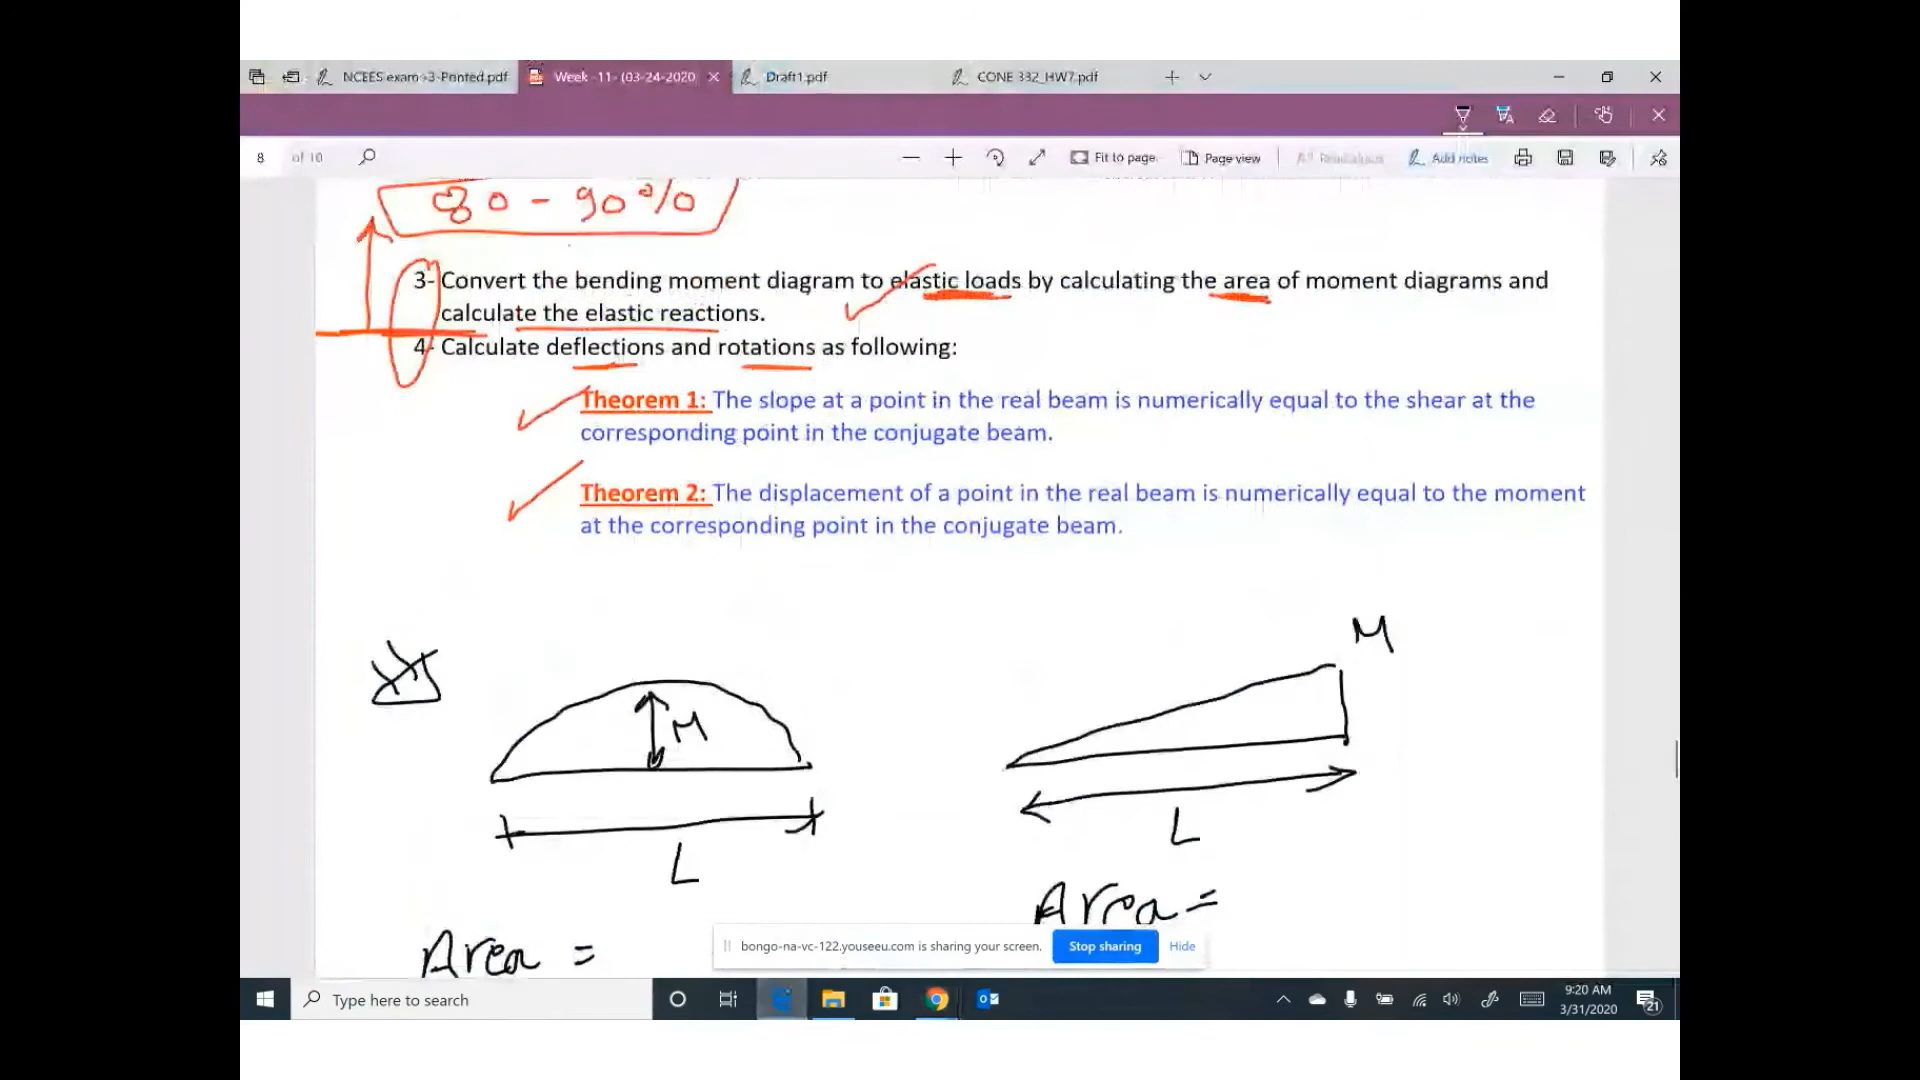 NCEES exam -3-Ponted.pdf
Week -11- (03-24-2020
Draft1.pdf
CONE 332_HW7.pdf
8 of 10
Fit to page
Page view
Add notes
80 - 90%
3- Convert the bending moment diagram to elastic loads by calculating the area of moment diagrams and
calculate the elastic reactions.
4- Calculate deflections and rotations as following:
Theorem 1: The slope at a point in the real beam is numerically equal to the shear at the
corresponding point in the conjugate beam.
Theorem 2: The displacement of a point in the real beam is numerically equal to the moment
at the corresponding point in the conjugate beam.
M
M
L
L
Area =
Area =
bongo-na-vc-122.youseeu.com is sharing your screen.
Stop sharing
Hide
Type here to search
9:20 AM
3/31/2020
21